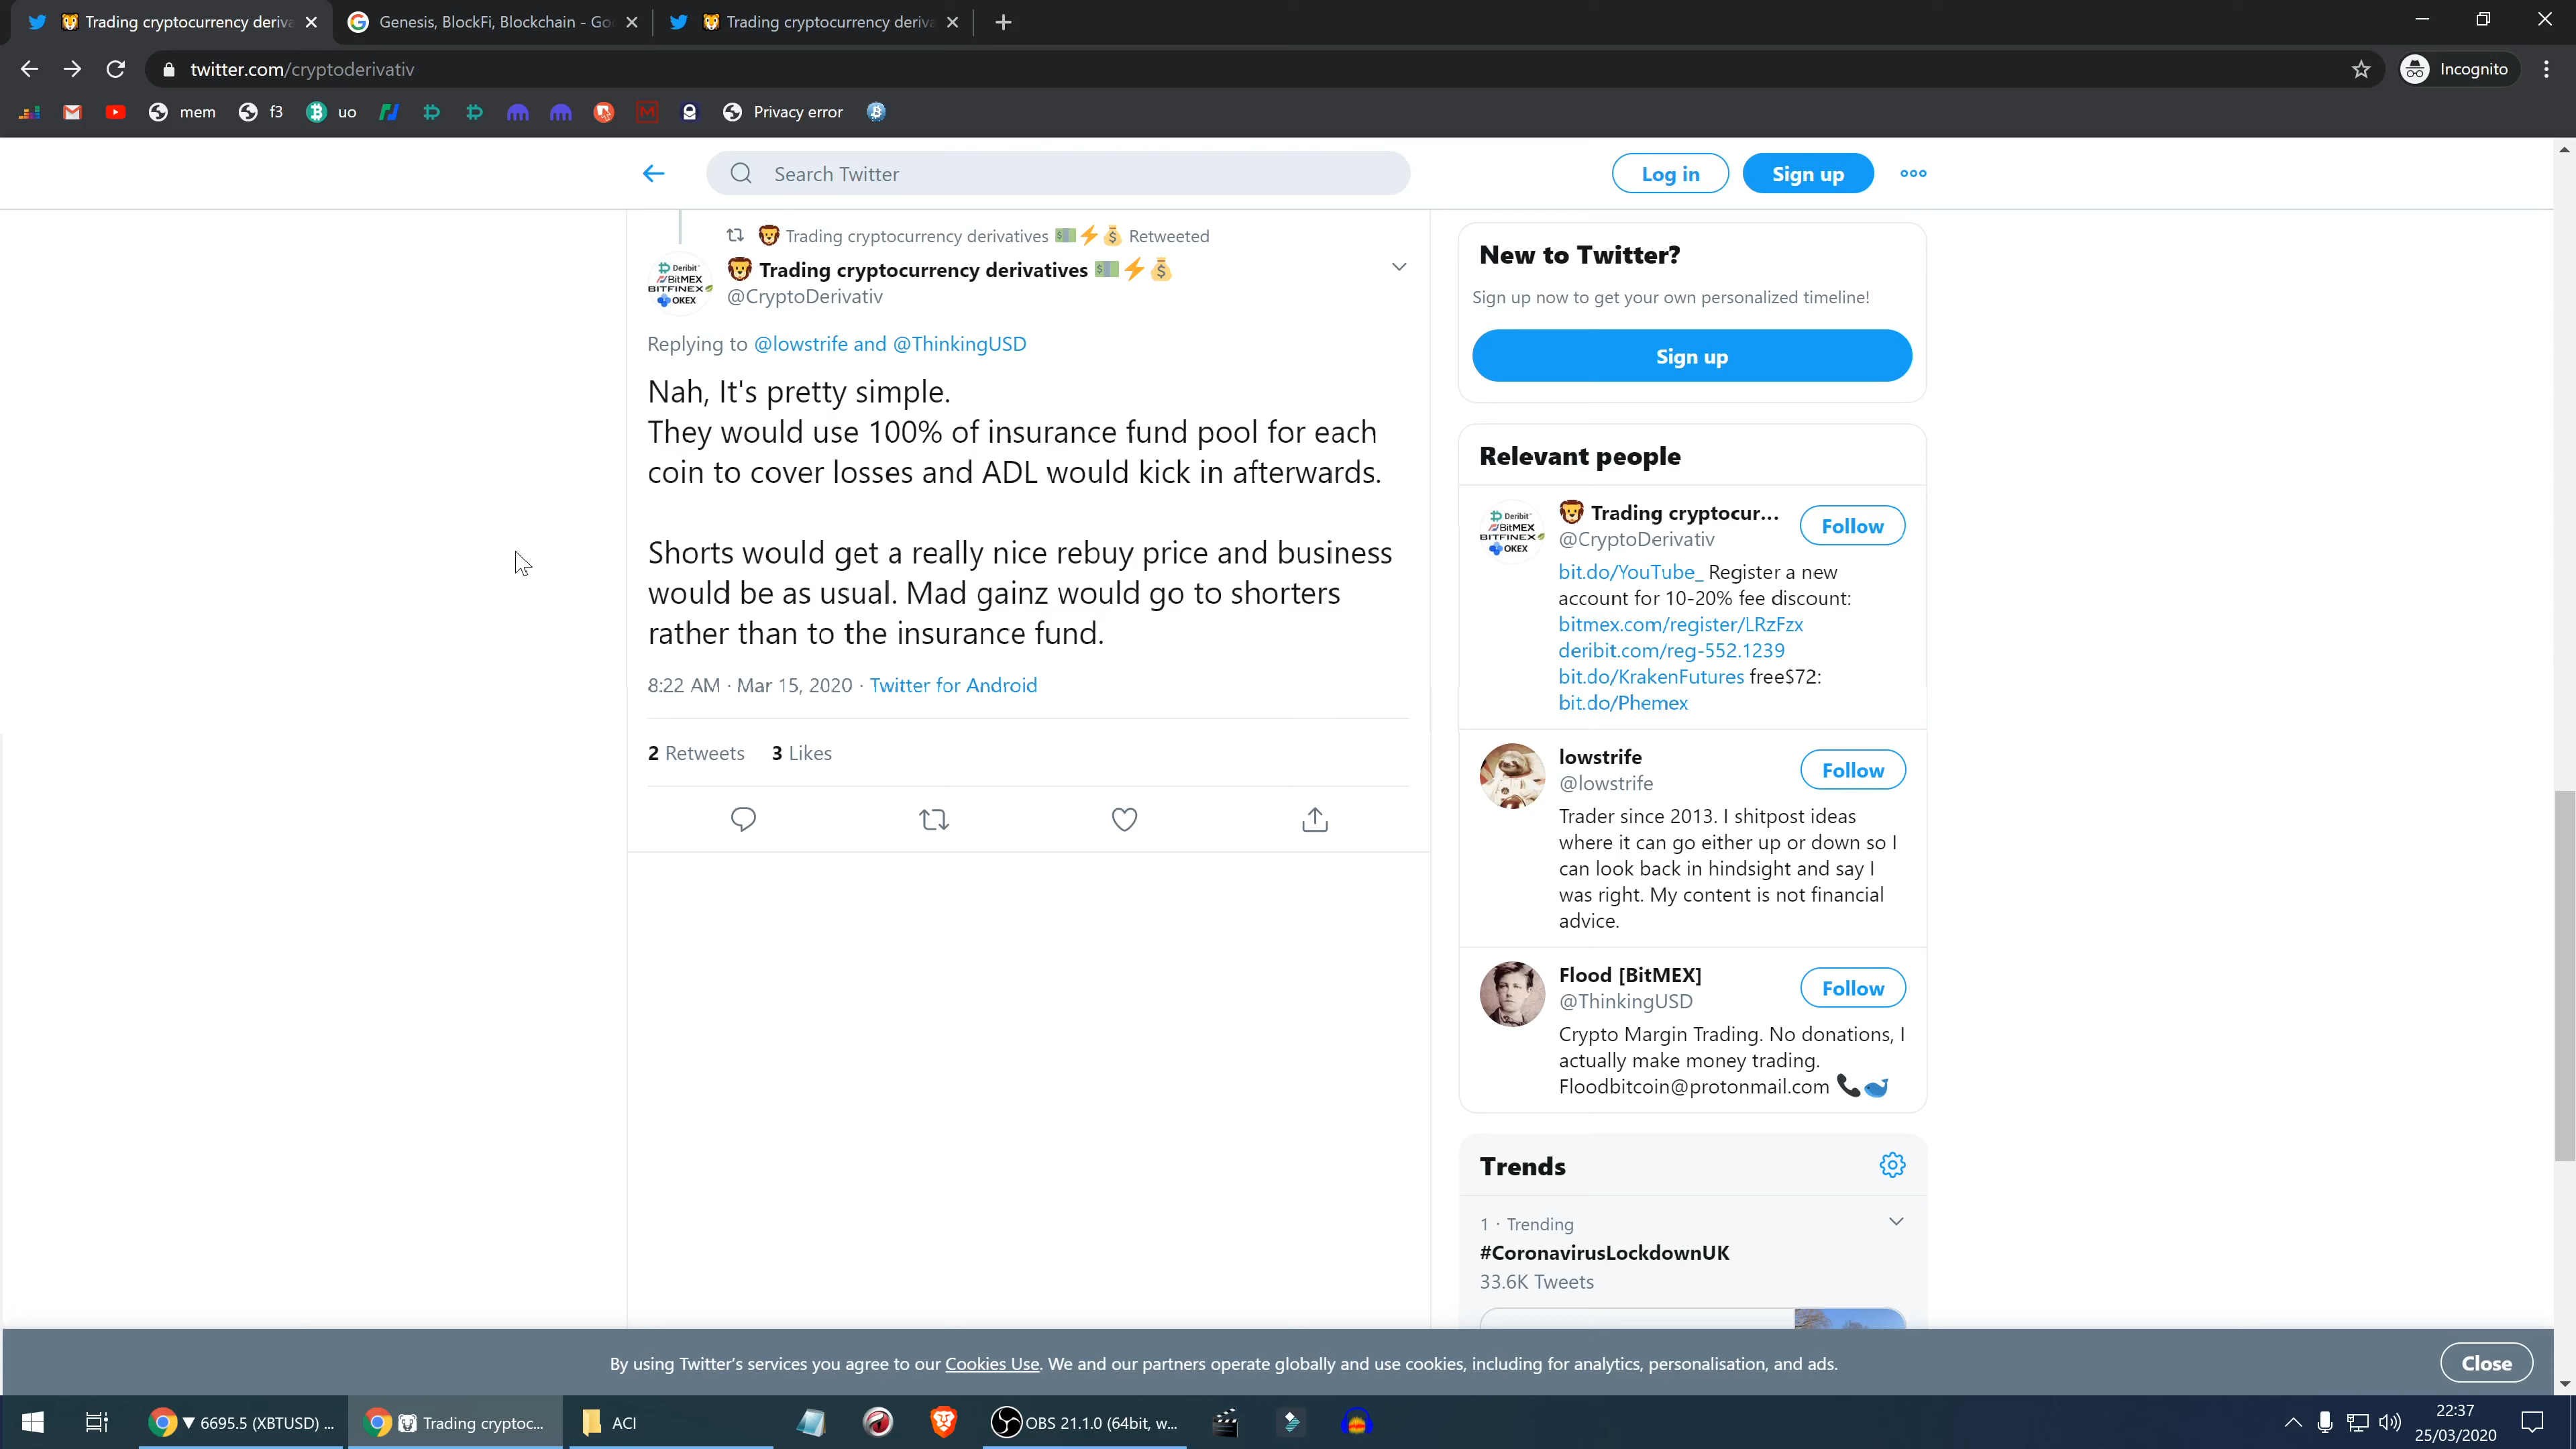 Trading cryptocurrency deriva
Genesis, BlockFi, Blockchain - Go
Trading cryptocurrency deriva
twitter.com/cryptoderivativ
Incognito
mem
f3
uo
Privacy error
Search Twitter
Log in
Sign up
Trading cryptocurrency derivatives 💵⚡💰 Retweeted
Deribit
BitMEX
BITFINEX
OKEX
🦁 Trading cryptocurrency derivatives 💵⚡💰
@CryptoDerivativ
Replying to @lowstrife and @ThinkingUSD
Nah, It's pretty simple.
They would use 100% of insurance fund pool for each
coin to cover losses and ADL would kick in afterwards.
Shorts would get a really nice rebuy price and business
would be as usual. Mad gainz would go to shorters
rather than to the insurance fund.
8:22 AM · Mar 15, 2020 · Twitter for Android
2 Retweets 3 Likes
New to Twitter?
Sign up now to get your own personalized timeline!
Sign up
Relevant people
Deribit
BitMEX
BITFINEX
OKEX
🦁 Trading cryptocur...
@CryptoDerivativ
Follow
bit.do/YouTube_ Register a new
account for 10-20% fee discount:
bitmex.com/register/LRzFzx
deribit.com/reg-552.1239
bit.do/KrakenFutures free$72:
bit.do/Phemex
lowstrife
@lowstrife
Follow
Trader since 2013. I shitpost ideas
where it can go either up or down so I
can look back in hindsight and say I
was right. My content is not financial
advice.
Flood [BitMEX]
@ThinkingUSD
Follow
Crypto Margin Trading. No donations, I
actually make money trading.
Floodbitcoin@protonmail.com 📞🐳
Trends
1 · Trending
#CoronavirusLockdownUK
33.6K Tweets
By using Twitter's services you agree to our Cookies Use. We and our partners operate globally and use cookies, including for analytics, personalisation, and ads.
Close
▼ 6695.5 (XBTUSD) ...
Trading cryptoc...
ACI
OBS 21.1.0 (64bit, w...
22:37
25/03/2020